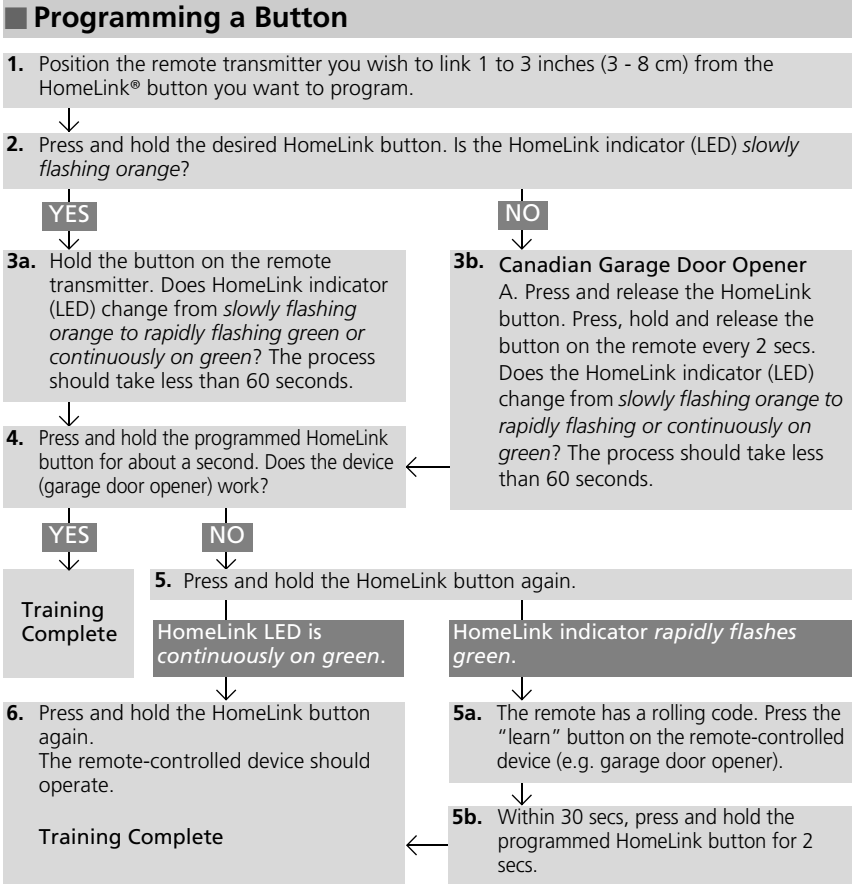 ■ Programming a Button
1. Position the remote transmitter you wish to link 1 to 3 inches (3 - 8 cm) from the
HomeLink® button you want to program.
2. Press and hold the desired HomeLink button. Is the HomeLink indicator (LED) slowly
flashing orange?
YES
NO
3a. Hold the button on the remote
transmitter. Does HomeLink indicator
(LED) change from slowly flashing
orange to rapidly flashing green or
continuously on green? The process
should take less than 60 seconds.
3b. Canadian Garage Door Opener
A. Press and release the HomeLink
button. Press, hold and release the
button on the remote every 2 secs.
Does the HomeLink indicator (LED)
change from slowly flashing orange to
rapidly flashing or continuously on
green? The process should take less
than 60 seconds.
4. Press and hold the programmed HomeLink
button for about a second. Does the device
(garage door opener) work?
YES
NO
Training
Complete
5. Press and hold the HomeLink button again.
HomeLink LED is
continuously on green.
HomeLink indicator rapidly flashes
green.
6. Press and hold the HomeLink button
again.
The remote-controlled device should
operate.
Training Complete
5a. The remote has a rolling code. Press the
“learn” button on the remote-controlled
device (e.g. garage door opener).
5b. Within 30 secs, press and hold the
programmed HomeLink button for 2
secs.